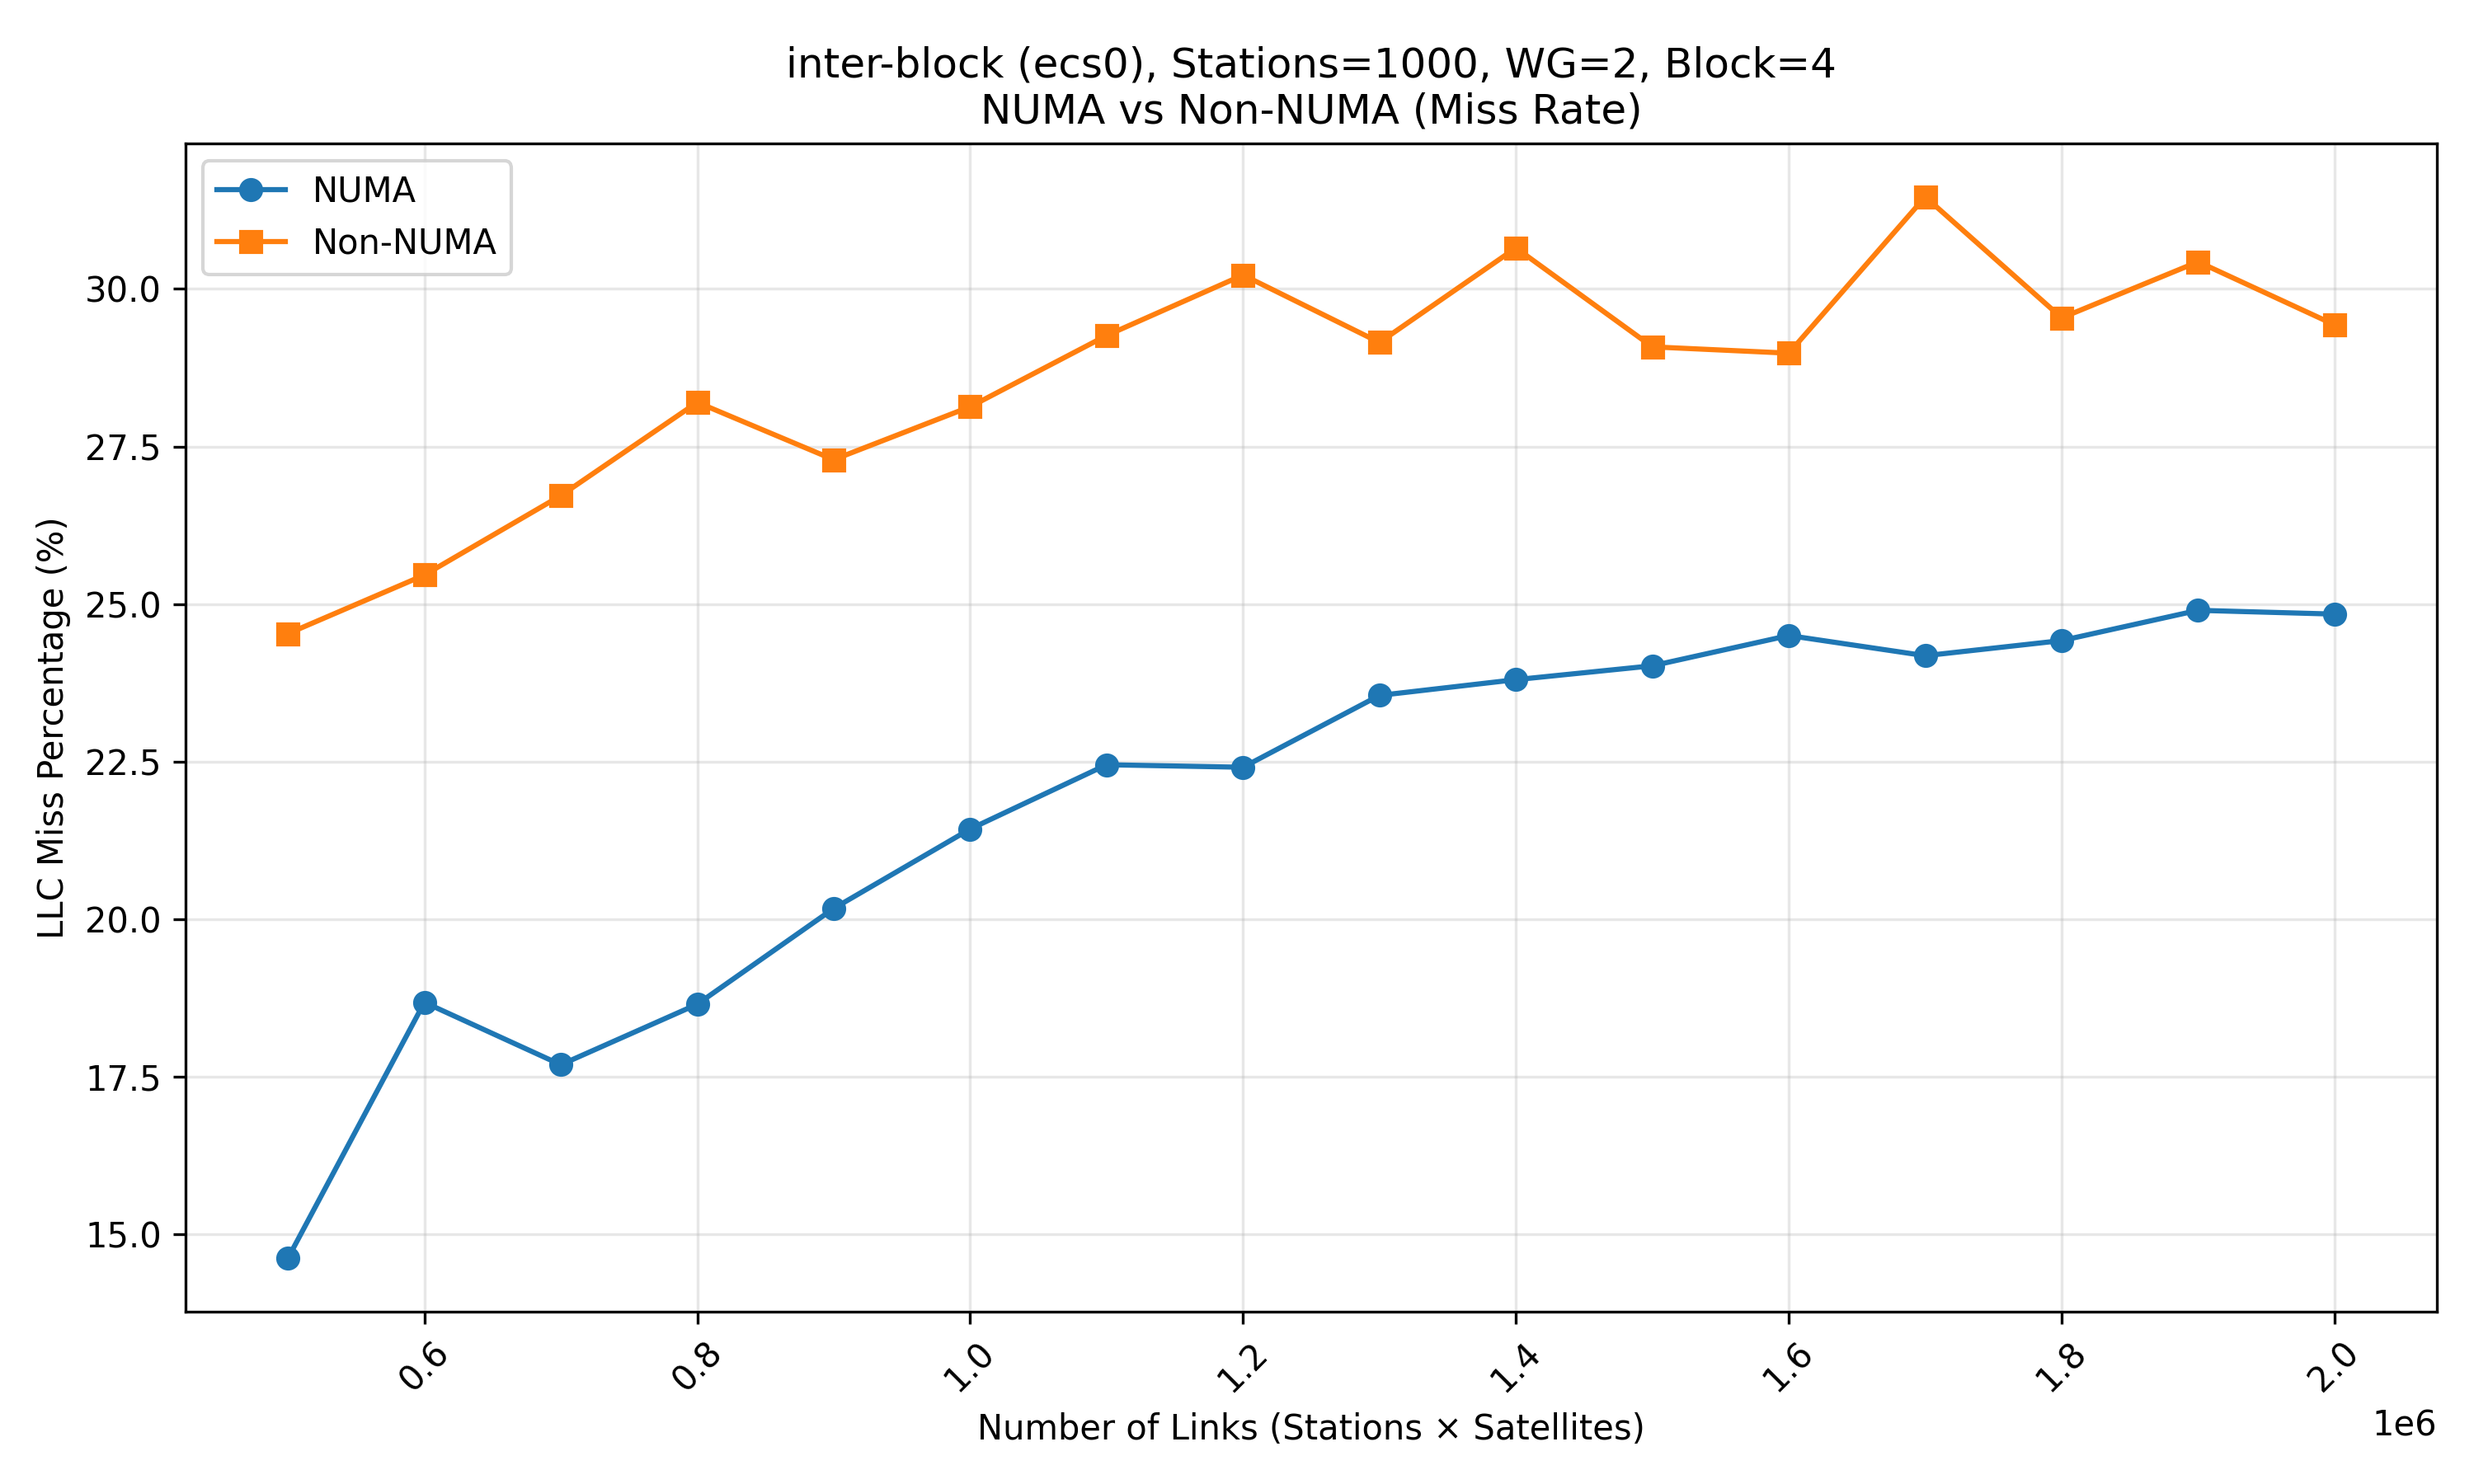 inter-block (ecs0), Stations=1000, WG=2, Block=4
NUMA vs Non-NUMA (Miss Rate)
NUMA
Non-NUMA
LLC Miss Percentage (%)
30.0
27.5
25.0
22.5
20.0
17.5
15.0
0.6
0.8
1.0
1.2
1.4
1.6
1.8
2.0
1e6
Number of Links (Stations × Satellites)